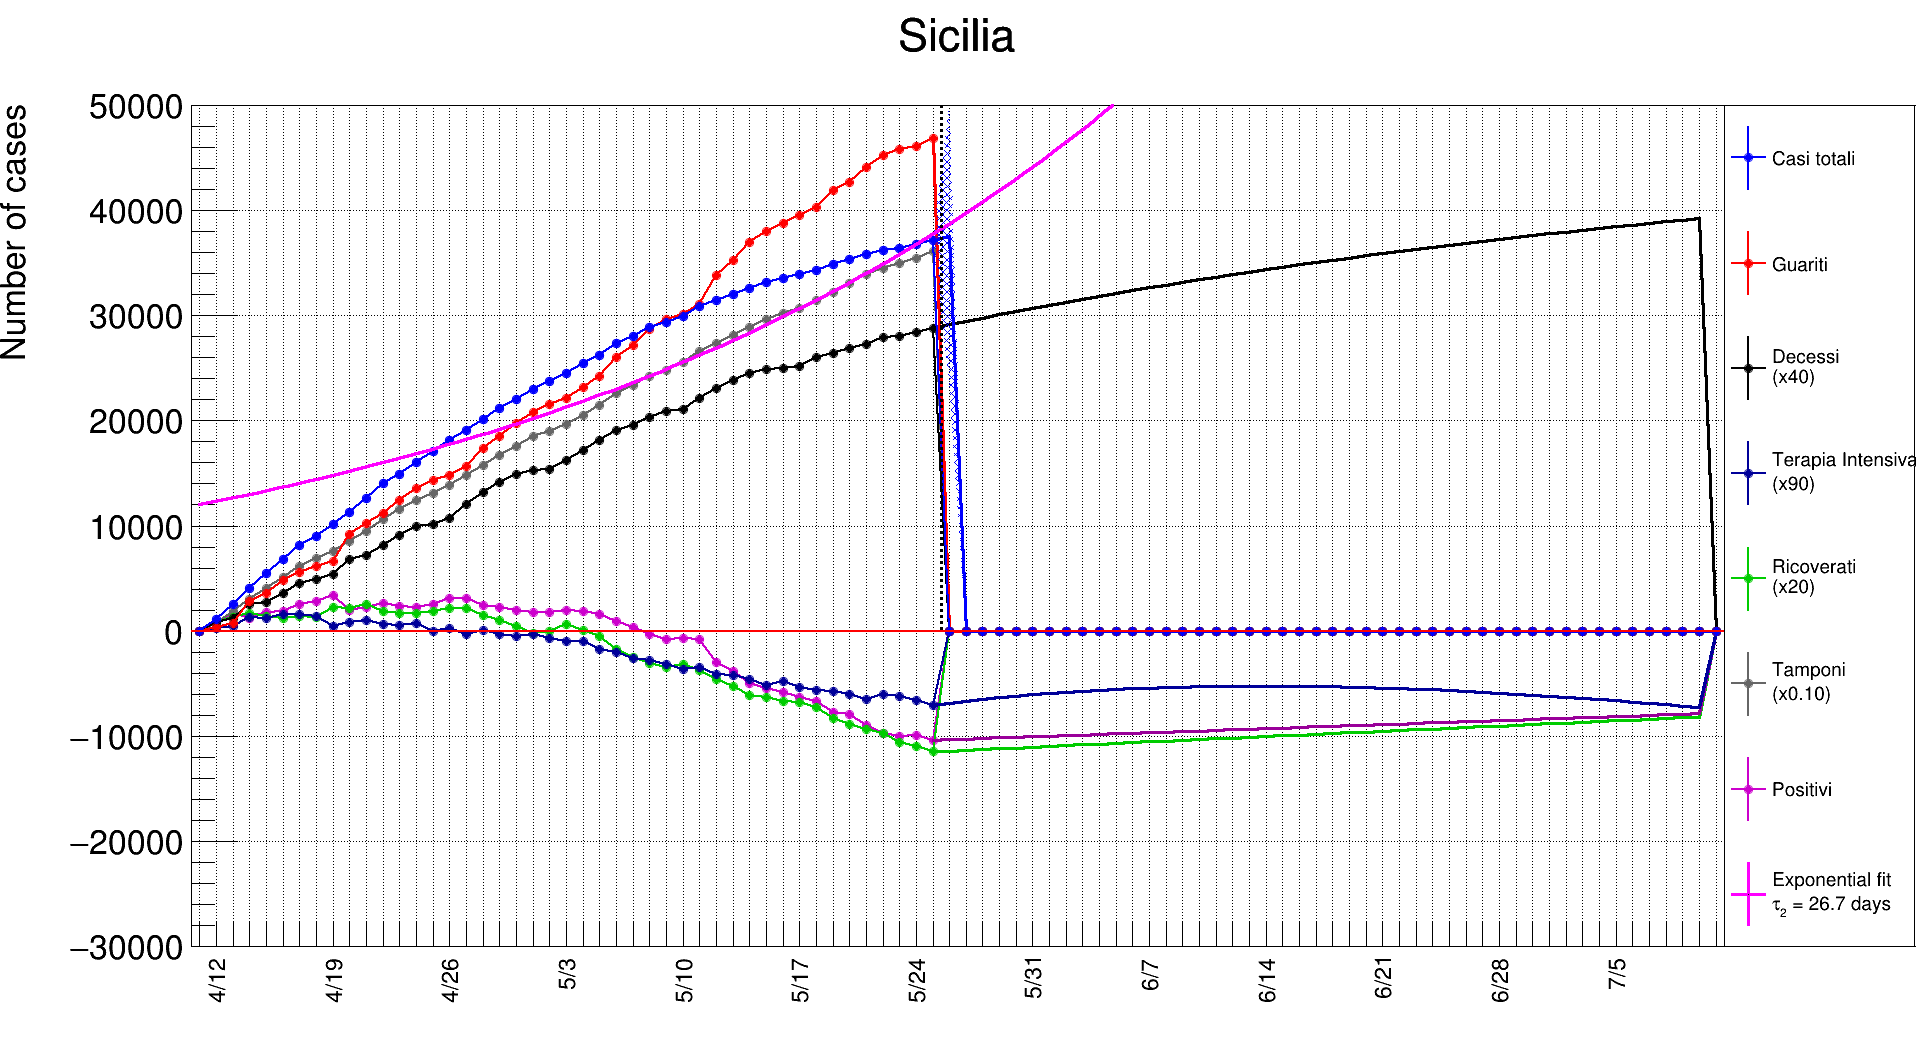 Sicilia
Number of cases
50000
40000
30000
20000
10000
0
−10000
−20000
−30000
4/12
4/19
4/26
5/3
5/10
5/17
5/24
5/31
6/7
6/14
6/21
6/28
7/5
Casi totali
Guariti
Decessi
(x40)
Terapia Intensiva
(x90)
Ricoverati
(x20)
Tamponi
(x0.10)
Positivi
Exponential fit
τ2 = 26.7 days